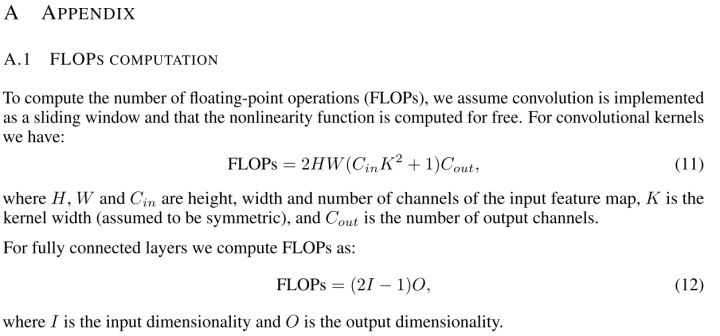 A APPENDIX
A.1 FLOPS COMPUTATION
To compute the number of floating-point operations (FLOPs), we assume convolution is implemented
as a sliding window and that the nonlinearity function is computed for free. For convolutional kernels
we have:
FLOPs = 2HW(C_{in}K^2 + 1)C_{out}, (11)
where H, W and C_{in} are height, width and number of channels of the input feature map, K is the
kernel width (assumed to be symmetric), and C_{out} is the number of output channels.
For fully connected layers we compute FLOPs as:
FLOPs = (2I − 1)O, (12)
where I is the input dimensionality and O is the output dimensionality.